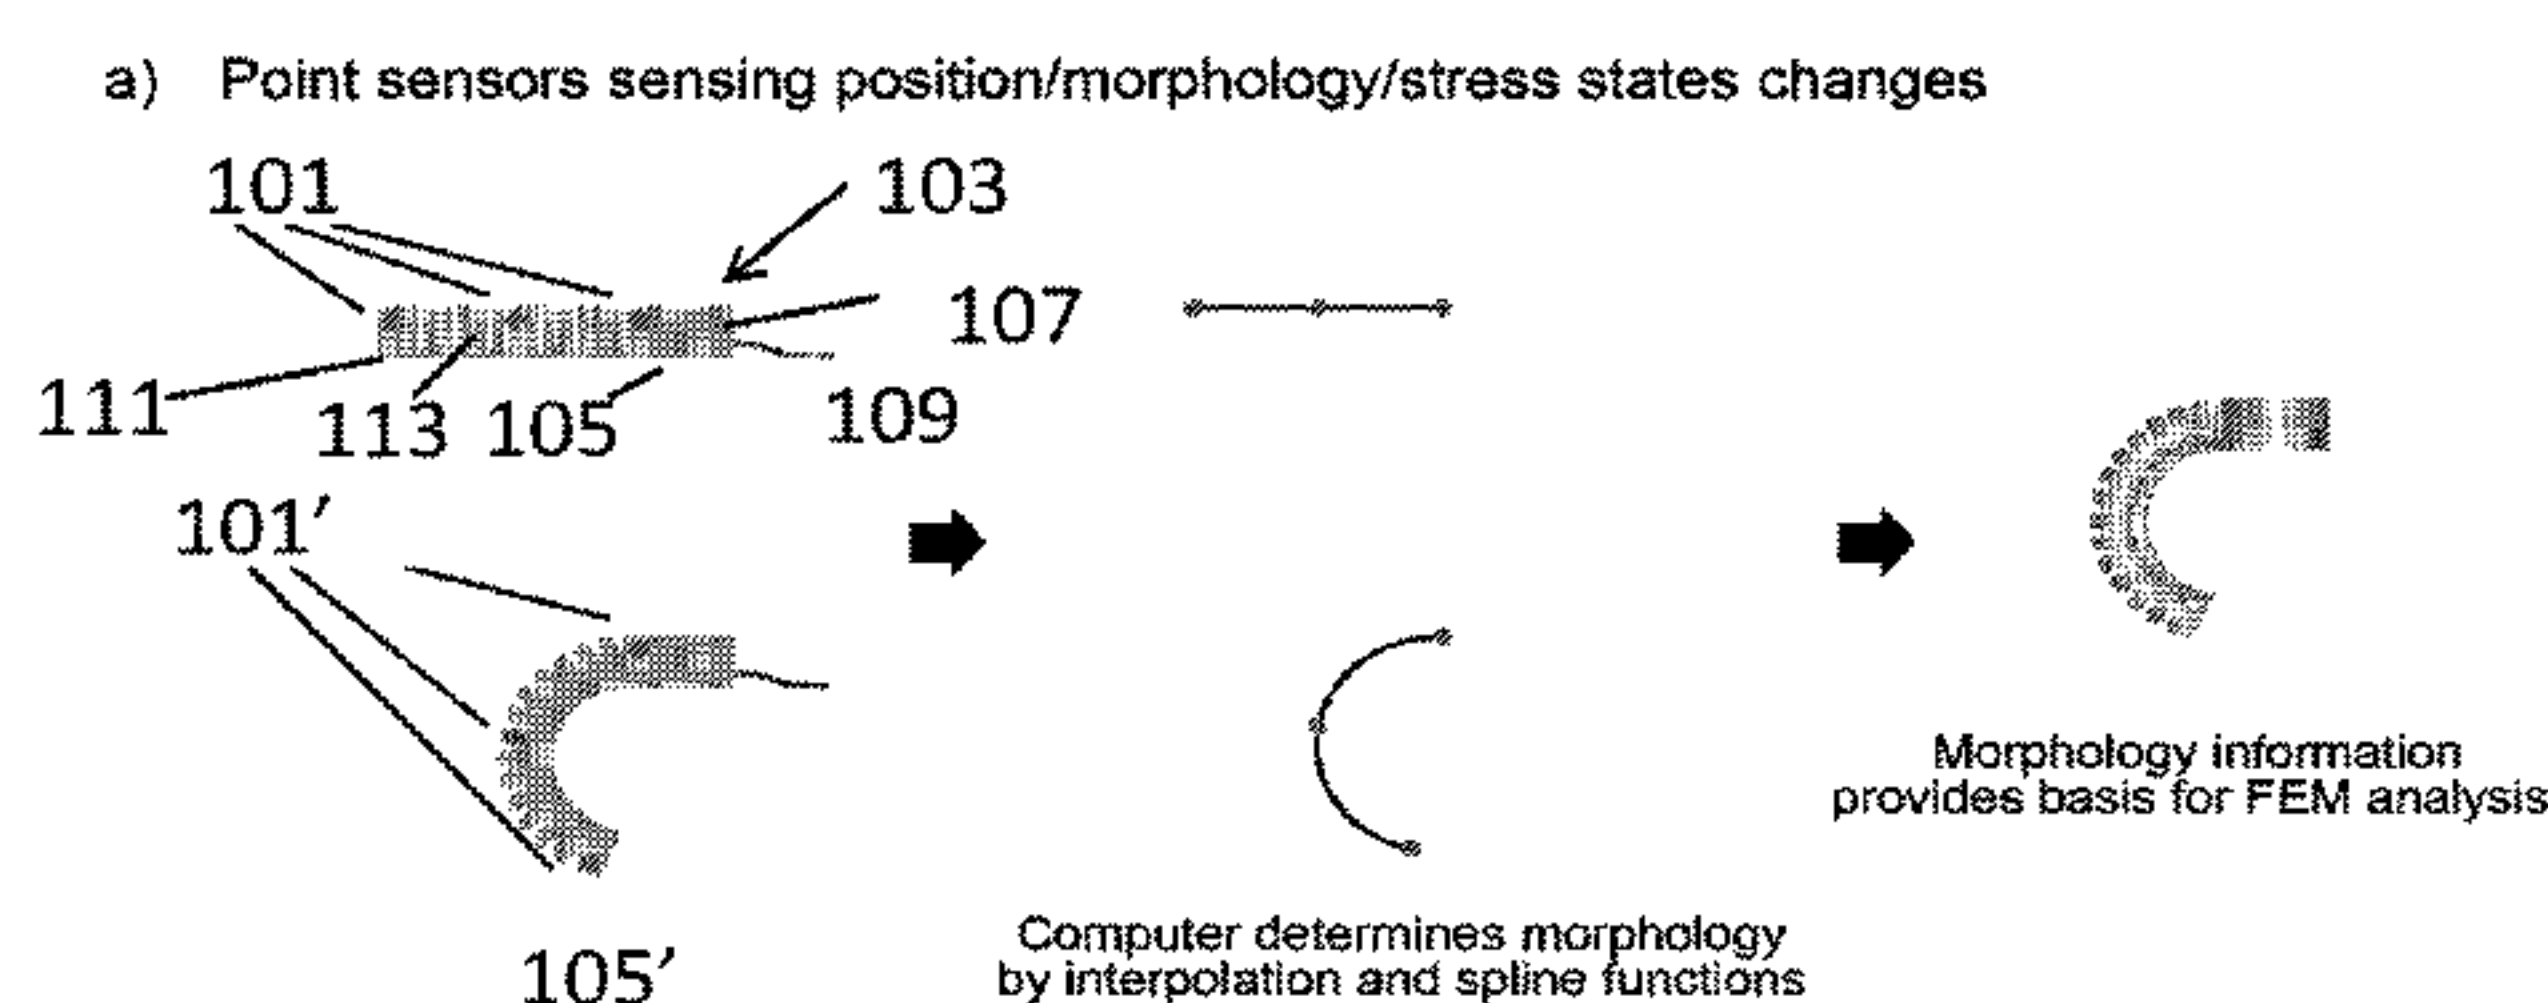 a) Point sensors sensing position/morphology/stress states changes
101
103
107
111
113
105
109
101′
Morphology information
provides basis for FEM analysis
Computer determines morphology
by interpolation and spline functions
105′